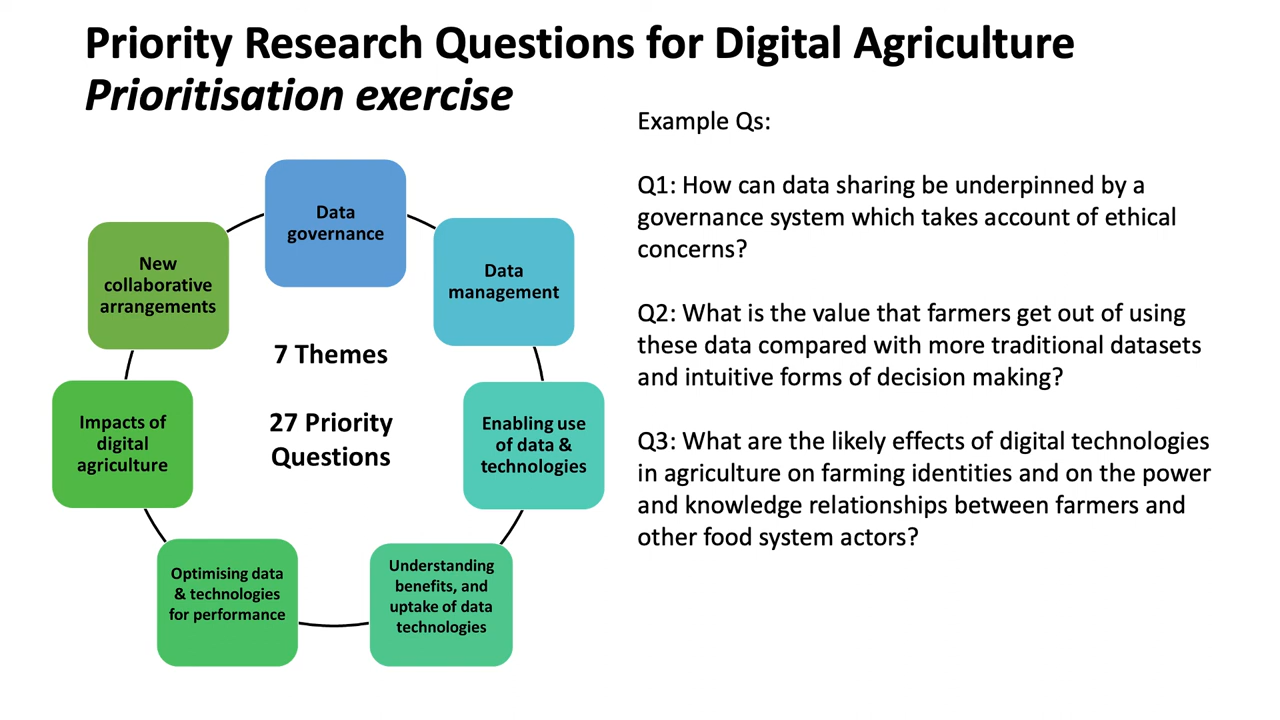 Priority Research Questions for Digital Agriculture
Prioritisation exercise
Data
governance
Data
management
Enabling use
of data &
technologies
Understanding
benefits, and
uptake of data
technologies
Optimising data
& technologies
for performance
Impacts of
digital
agriculture
New
collaborative
arrangements
7 Themes
27 Priority
Questions
Example Qs:
Q1: How can data sharing be underpinned by a
governance system which takes account of ethical
concerns?
Q2: What is the value that farmers get out of using
these data compared with more traditional datasets
and intuitive forms of decision making?
Q3: What are the likely effects of digital technologies
in agriculture on farming identities and on the power
and knowledge relationships between farmers and
other food system actors?